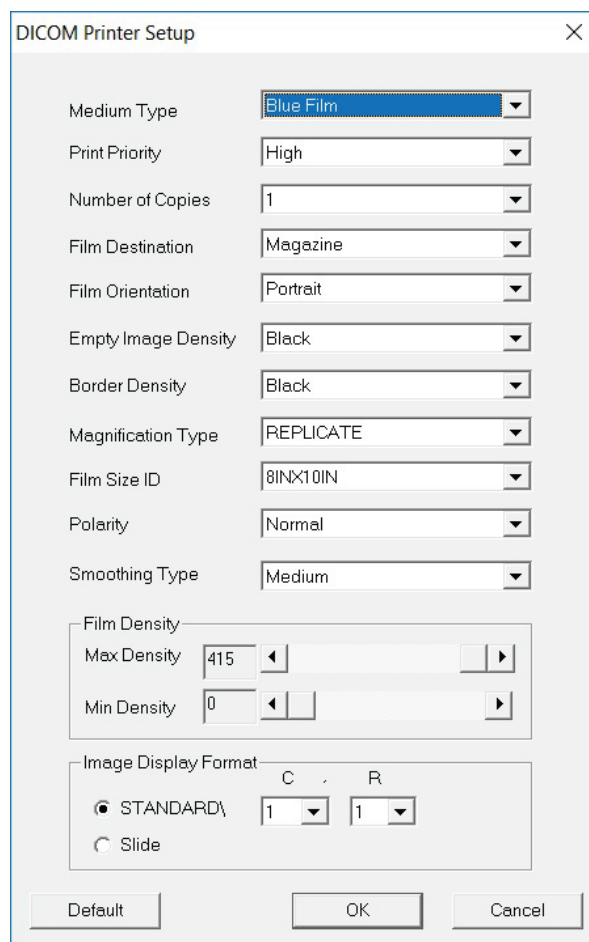 DICOM Printer Setup
Medium Type Blue Film
Print Priority High
Number of Copies 1
Film Destination Magazine
Film Orientation Portrait
Empty Image Density Black
Border Density Black
Magnification Type REPLICATE
Film Size ID 8INX10IN
Polarity Normal
Smoothing Type Medium
Film Density
Max Density 415
Min Density 0
Image Display Format
C , R
STANDARD\ 1 1
Slide
Default OK Cancel